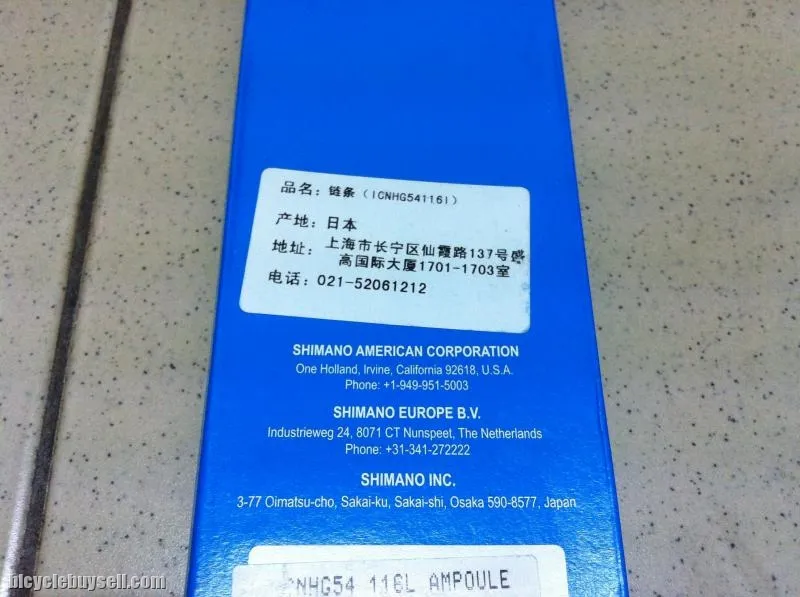 品名：链条（ICNHG54116I）
产地：日本
地址：上海市长宁区仙霞路137号盛
高国际大厦1701-1703室
电话：021-52061212
SHIMANO AMERICAN CORPORATION
One Holland, Irvine, California 92618, U.S.A.
Phone: +1-949-951-5003
SHIMANO EUROPE B.V.
Industrieweg 24, 8071 CT Nunspeet, The Netherlands
Phone: +31-341-272222
SHIMANO INC.
3-77 Oimatsu-cho, Sakai-ku, Sakai-shi, Osaka 590-8577, Japan
CNHG54 116L AMPOULE
bicyclebuysell.com